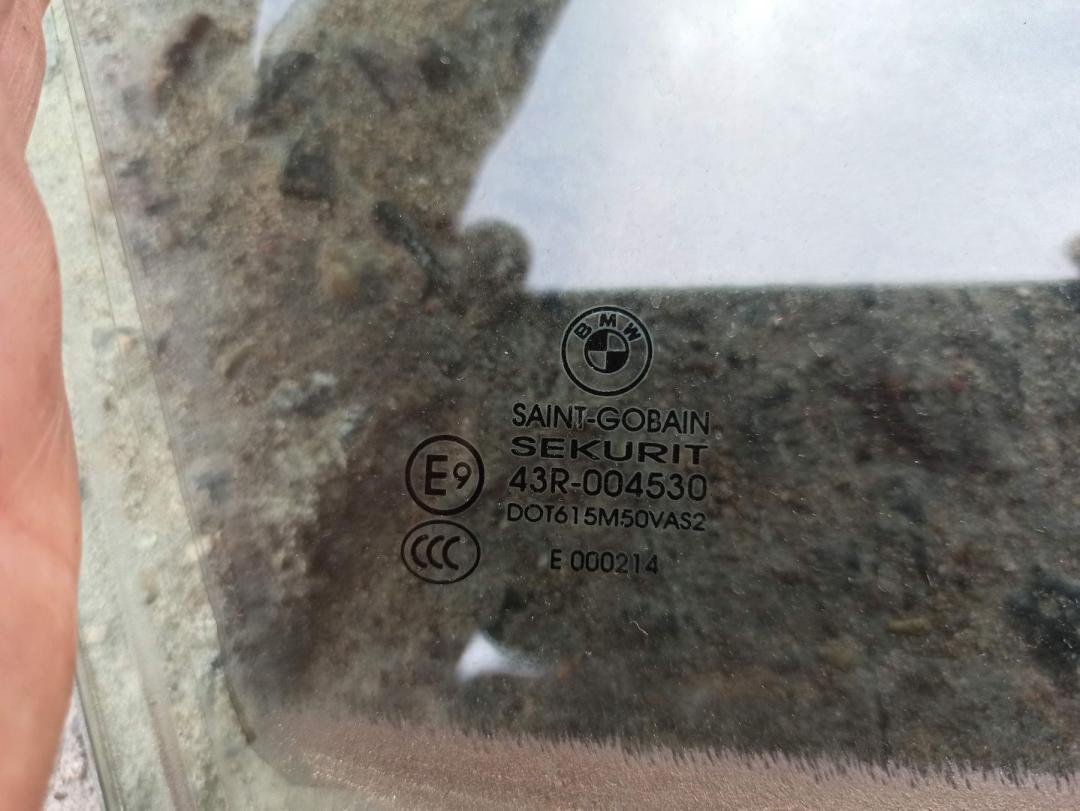 BMW
SAINT-GOBAIN
SEKURIT
E9
43R-004530
DOT615M50VAS2
CCC
E 000214